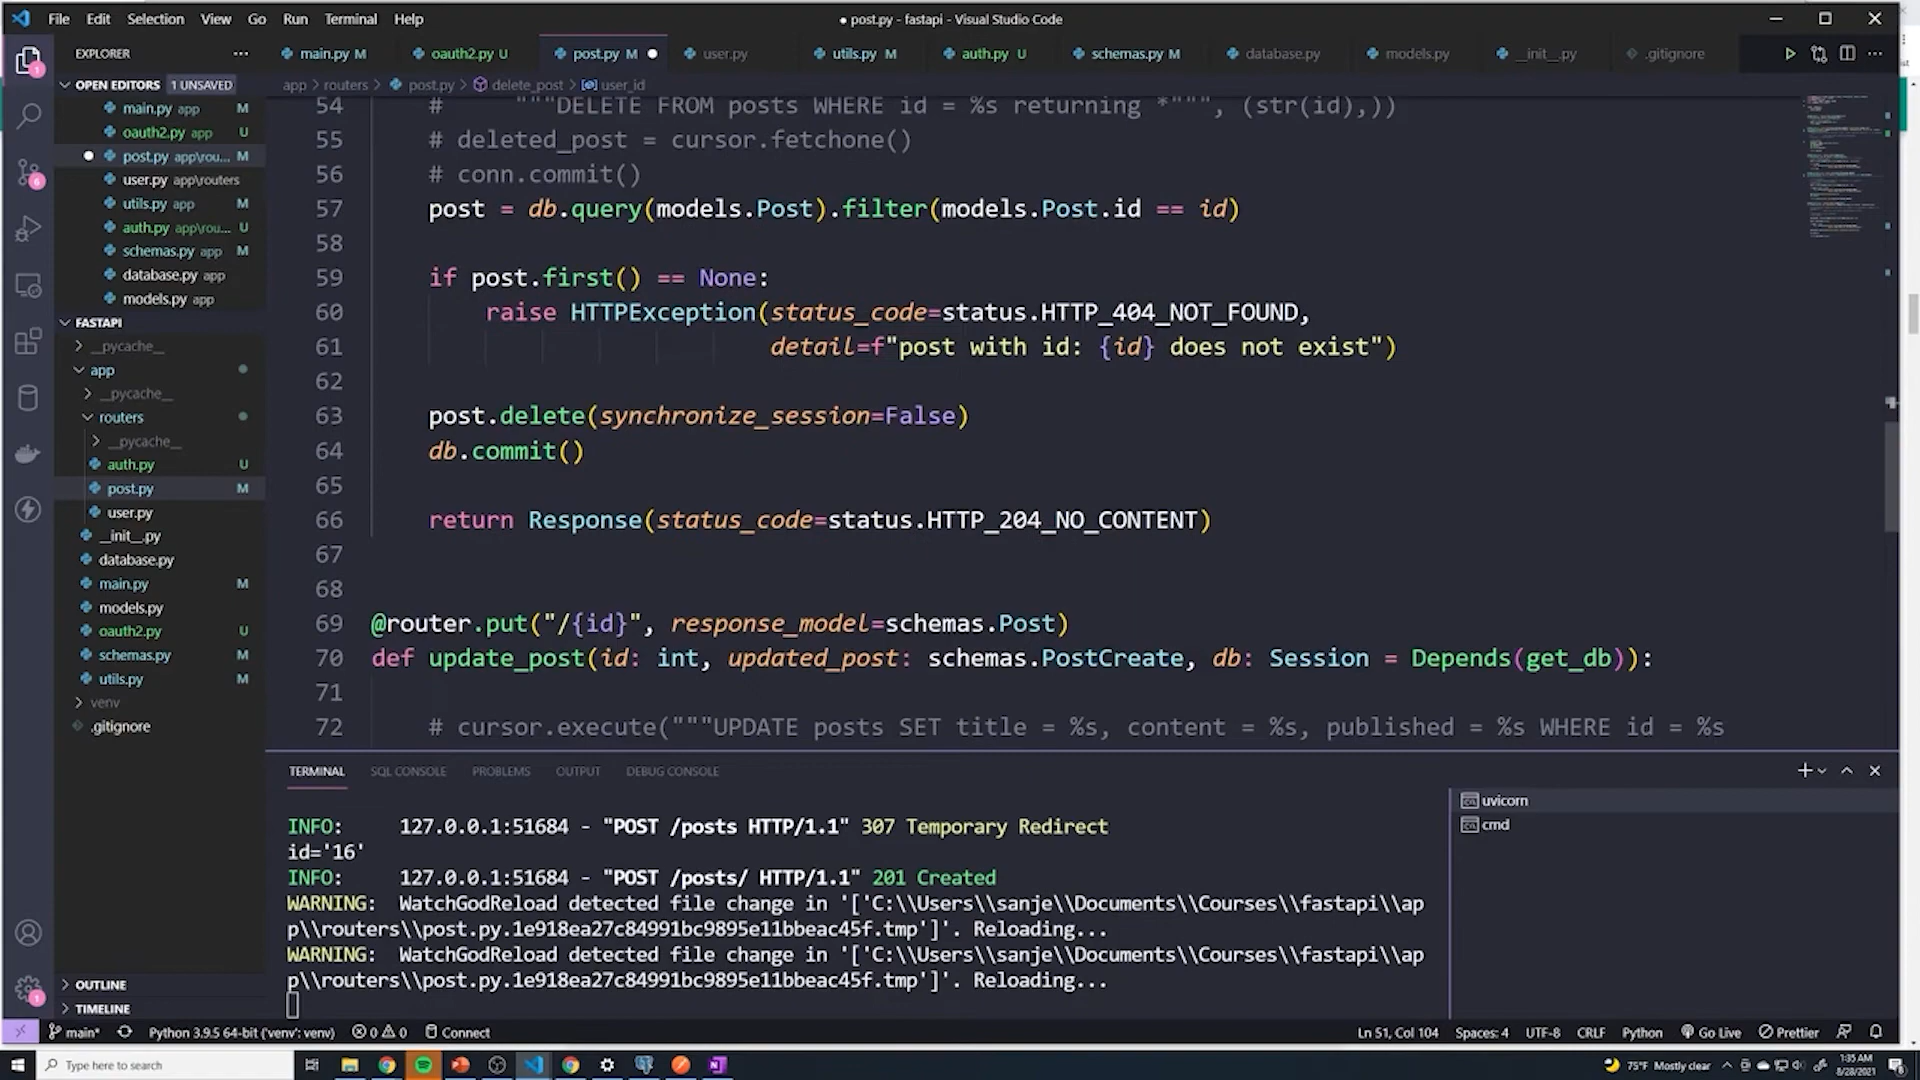 File Edit Selection View Go Run Terminal Help
● post.py - fastapi - Visual Studio Code
EXPLORER
main.py M oauth2.py U post.py M user.py utils.py M auth.py U schemas.py M database.py models.py __init__.py .gitignore
OPEN EDITORS 1 UNSAVED
app > routers > post.py > delete_post > user_id
main.py app M
oauth2.py app U
post.py app\rou... M
user.py app\routers
utils.py app M
auth.py app\rou... U
schemas.py app M
database.py app
models.py app
FASTAPI
__pycache__
app
__pycache__
routers
__pycache__
auth.py U
post.py M
user.py
__init__.py
database.py
main.py M
models.py
oauth2.py U
schemas.py M
utils.py M
venv
.gitignore
OUTLINE
TIMELINE
54 # """DELETE FROM posts WHERE id = %s returning *""", (str(id),))
55 # deleted_post = cursor.fetchone()
56 # conn.commit()
57 post = db.query(models.Post).filter(models.Post.id == id)
58
59 if post.first() == None:
60 raise HTTPException(status_code=status.HTTP_404_NOT_FOUND,
61 detail=f"post with id: {id} does not exist")
62
63 post.delete(synchronize_session=False)
64 db.commit()
65
66 return Response(status_code=status.HTTP_204_NO_CONTENT)
67
68
69 @router.put("/{id}", response_model=schemas.Post)
70 def update_post(id: int, updated_post: schemas.PostCreate, db: Session = Depends(get_db)):
71
72 # cursor.execute("""UPDATE posts SET title = %s, content = %s, published = %s WHERE id = %s
TERMINAL SQL CONSOLE PROBLEMS OUTPUT DEBUG CONSOLE
INFO: 127.0.0.1:51684 - "POST /posts HTTP/1.1" 307 Temporary Redirect
id='16'
INFO: 127.0.0.1:51684 - "POST /posts/ HTTP/1.1" 201 Created
WARNING: WatchGodReload detected file change in '['C:\\Users\\sanje\\Documents\\Courses\\fastapi\\ap
p\\routers\\post.py.1e918ea27c84991bc9895e11bbeac45f.tmp']'. Reloading...
WARNING: WatchGodReload detected file change in '['C:\\Users\\sanje\\Documents\\Courses\\fastapi\\ap
p\\routers\\post.py.1e918ea27c84991bc9895e11bbeac45f.tmp']'. Reloading...
uvicorn
cmd
main* Python 3.9.5 64-bit ('venv': venv) 0 0 Connect
Ln 51, Col 104 Spaces: 4 UTF-8 CRLF Python Go Live Prettier
Type here to search
75°F Mostly clear
1:35 AM
8/28/2021